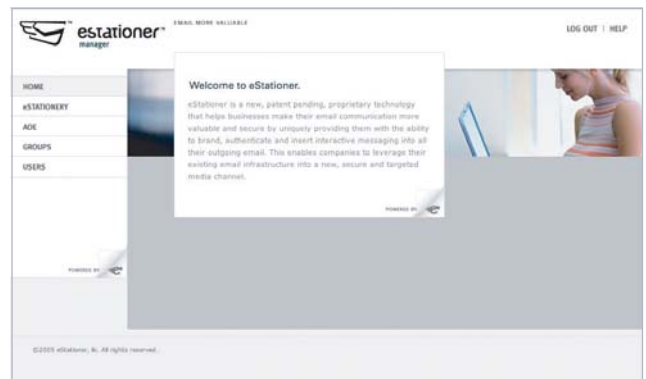 estationer™
manager
EMAIL MORE VALUABLE
LOG OUT | HELP
HOME
eSTATIONERY
ADE
GROUPS
USERS
POWERED BY
Welcome to eStationer.
eStationer is a new, patent pending, proprietary technology
that helps businesses make their email communication more
valuable and secure by uniquely providing them with the ability
to brand, authenticate and insert interactive messaging into all
their outgoing email. This enables companies to leverage their
existing email infrastructure into a new, secure and targeted
media channel.
POWERED BY
eStationer, All rights reserved.